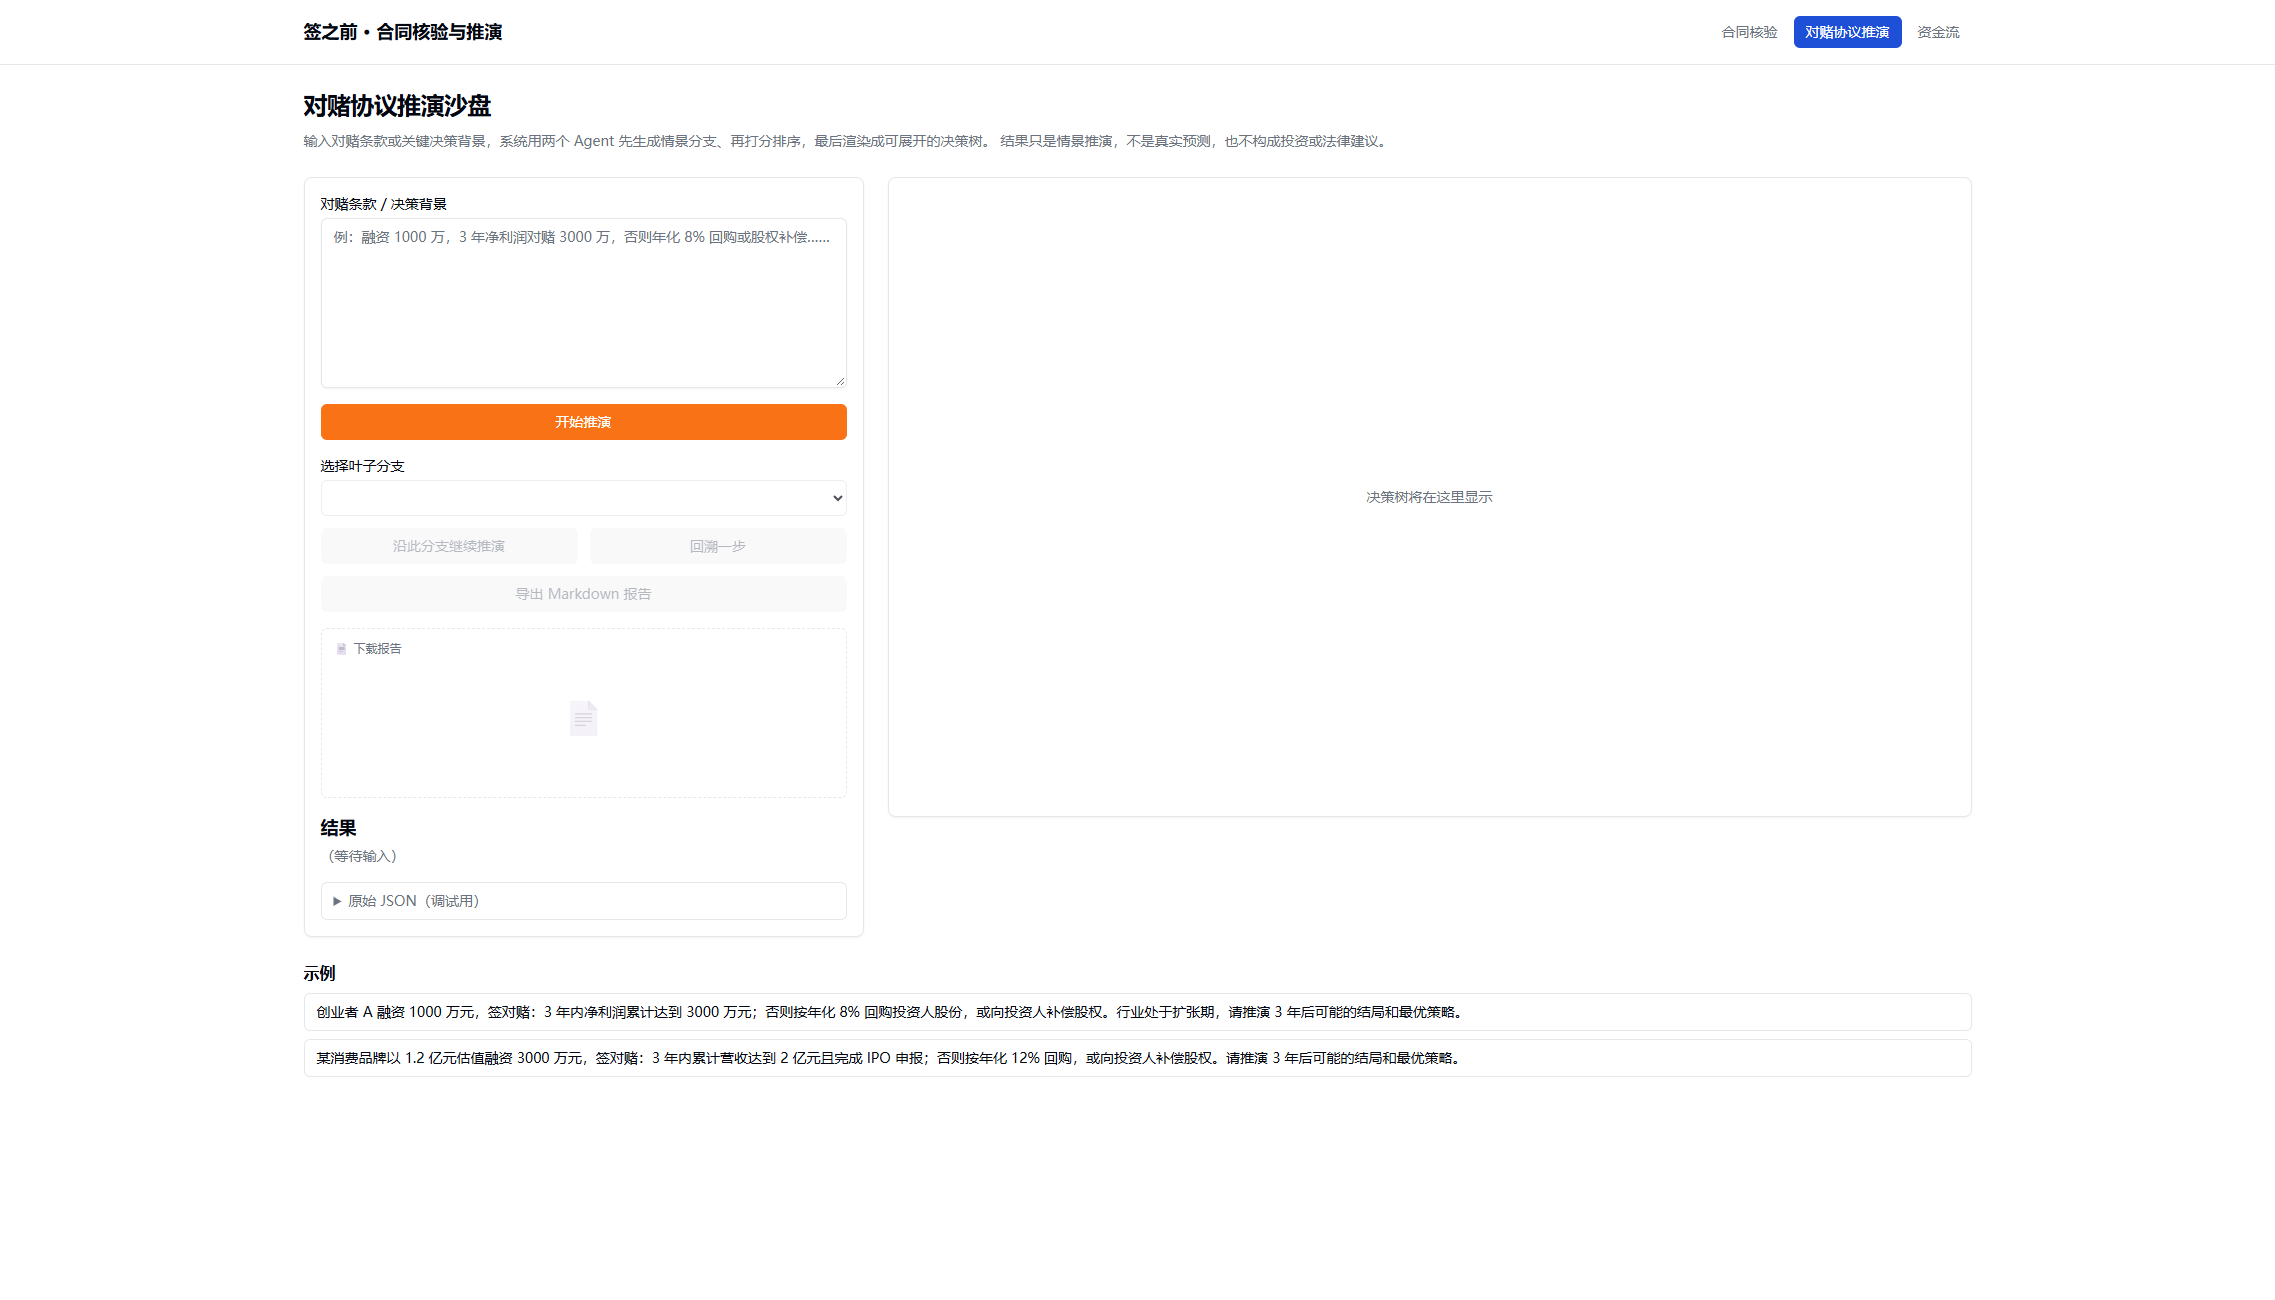 签之前·合同核验与推演
合同核验
对赌协议推演
资金流
对赌协议推演沙盘
输入对赌条款或关键决策背景，系统用两个 Agent 先生成情景分支、再打分排序，最后渲染成可展开的决策树。 结果只是情景推演，不是真实预测，也不构成投资或法律建议。
对赌条款 / 决策背景
例：融资 1000 万，3 年净利润对赌 3000 万，否则年化 8% 回购或股权补偿……
开始推演
选择叶子分支
沿此分支继续推演
回溯一步
导出 Markdown 报告
下载报告
结果
（等待输入）
原始 JSON（调试用）
决策树将在这里显示
示例
创业者 A 融资 1000 万元，签对赌：3 年内净利润累计达到 3000 万元；否则按年化 8% 回购投资人股份，或向投资人补偿股权。行业处于扩张期，请推演 3 年后可能的结局和最优策略。
某消费品牌以 1.2 亿元估值融资 3000 万元，签对赌：3 年内累计营收达到 2 亿元且完成 IPO 申报；否则按年化 12% 回购，或向投资人补偿股权。请推演 3 年后可能的结局和最优策略。